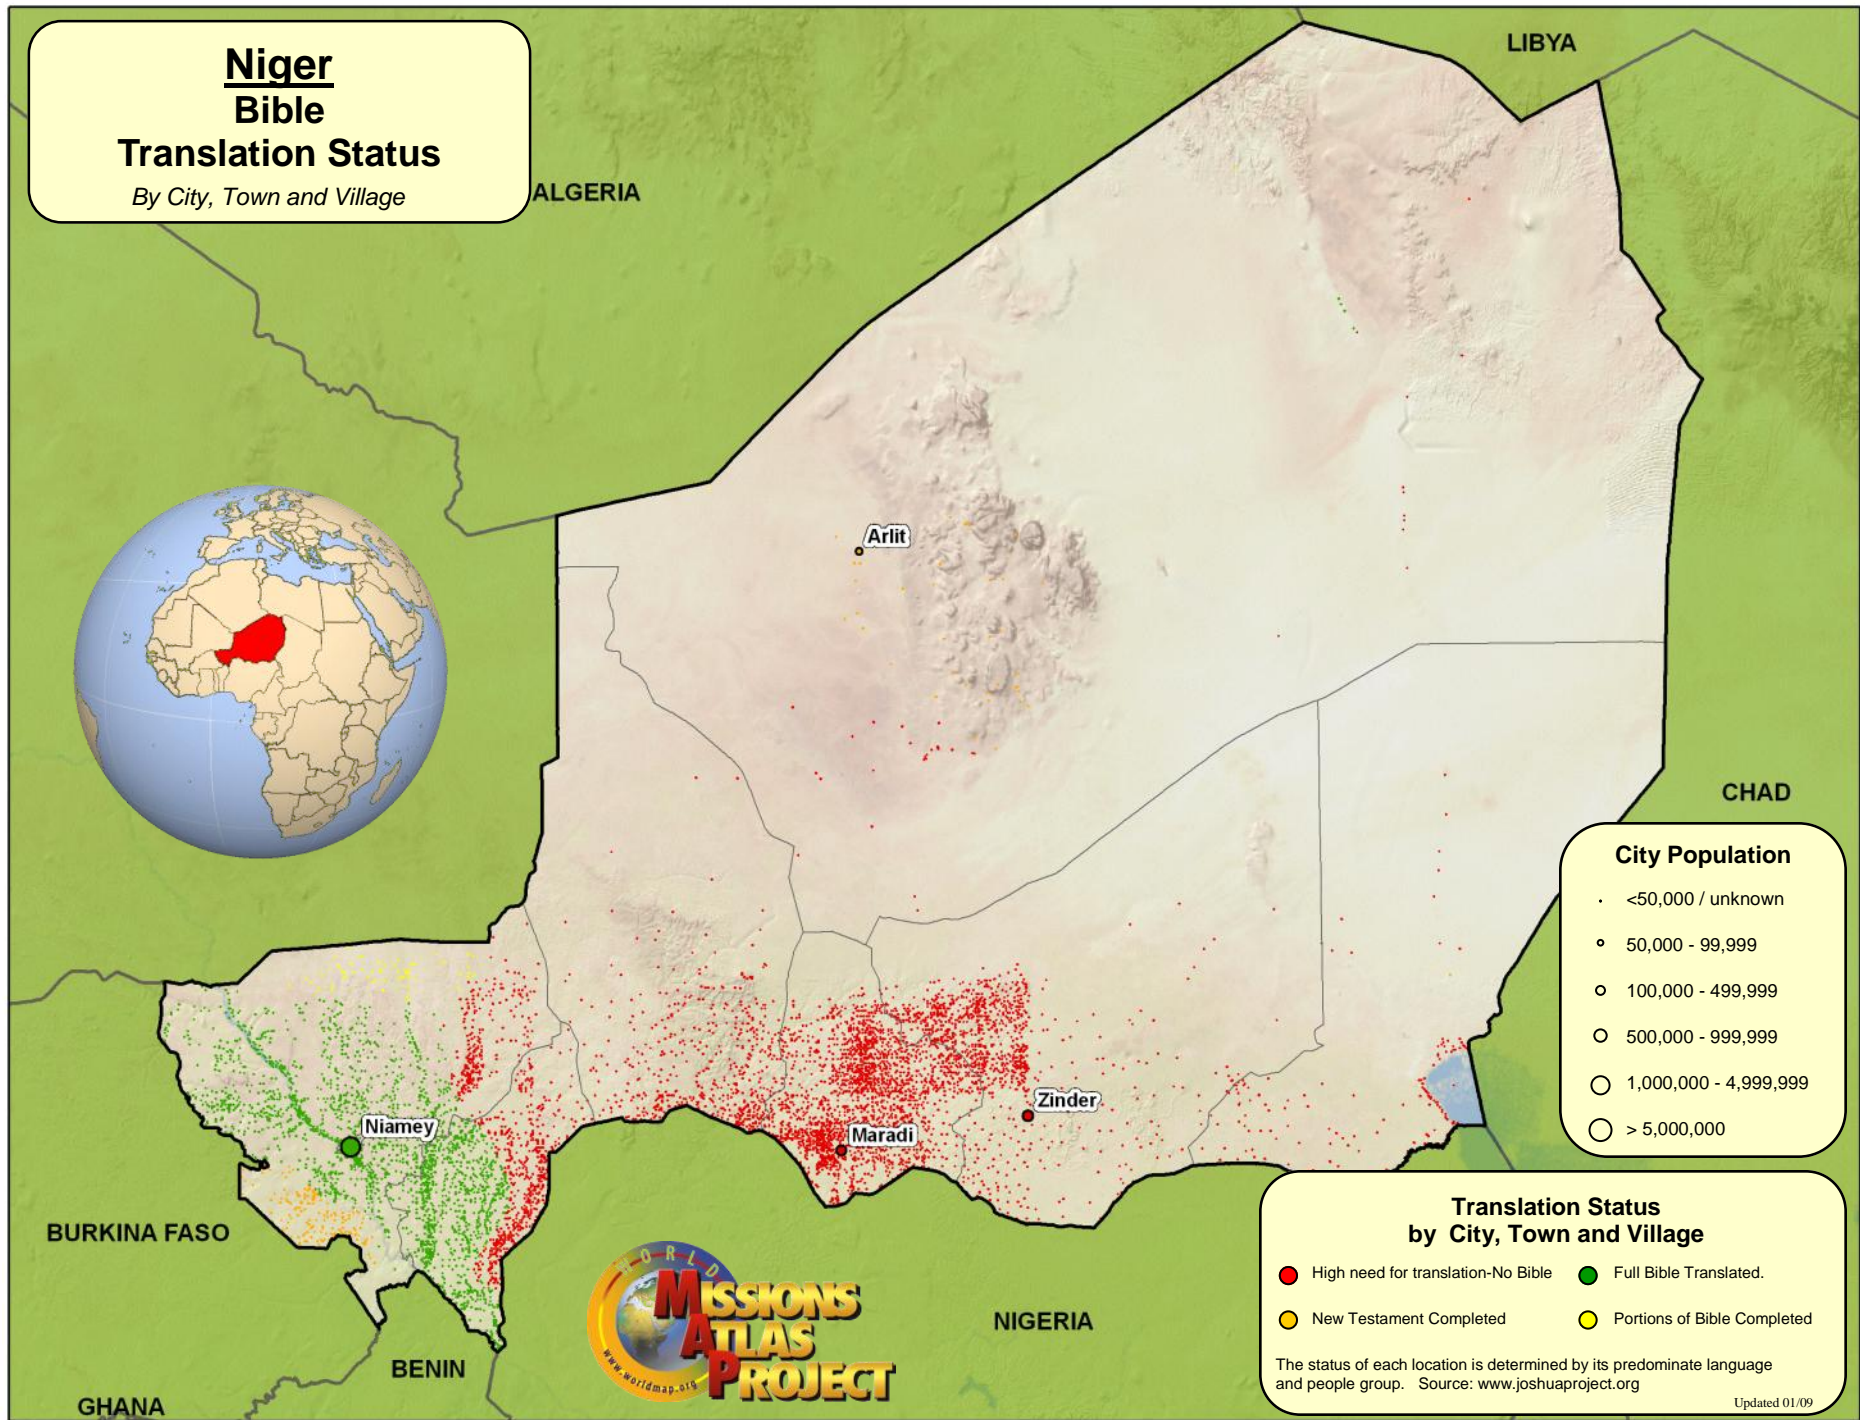 Niger
Bible
Translation Status
By City, Town and Village
LIBYA
ALGERIA
Arlit
CHAD
City Population
<50,000 / unknown
50,000 - 99,999
100,000 - 499,999
500,000 - 999,999
1,000,000 - 4,999,999
> 5,000,000
Zinder
Niamey
Maradi
BURKINA FASO
Translation Status
by City, Town and Village
High need for translation-No Bible
Full Bible Translated.
New Testament Completed
Portions of Bible Completed
The status of each location is determined by its predominate language
and people group. Source: www.joshuaproject.org
Updated 01/09
WORLD
MISSIONS
ATLAS
PROJECT
www.worldmap.org
NIGERIA
BENIN
GHANA